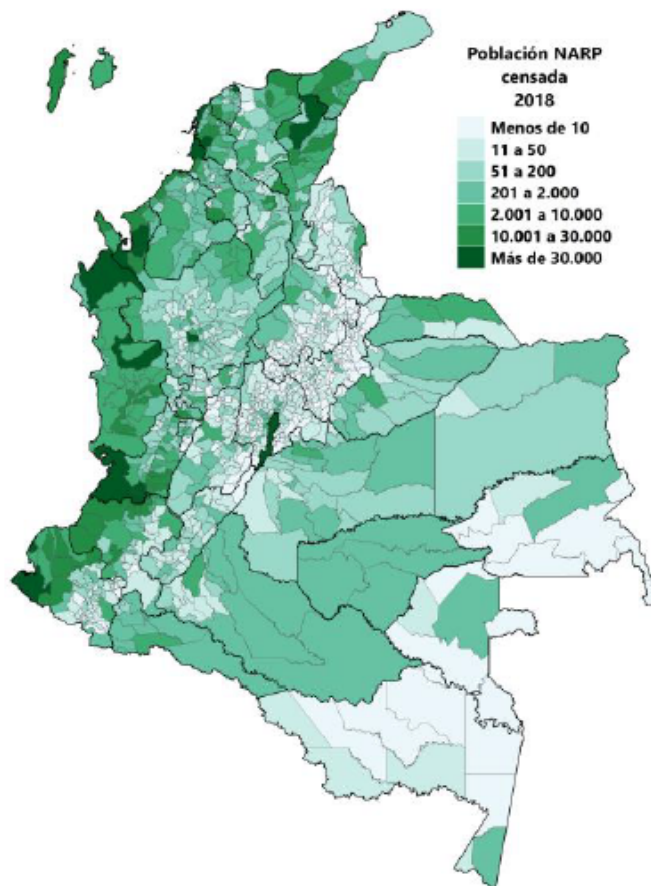 Población NARP
censada
2018
Menos de 10
11 a 50
51 a 200
201 a 2.000
2.001 a 10.000
10.001 a 30.000
Más de 30.000